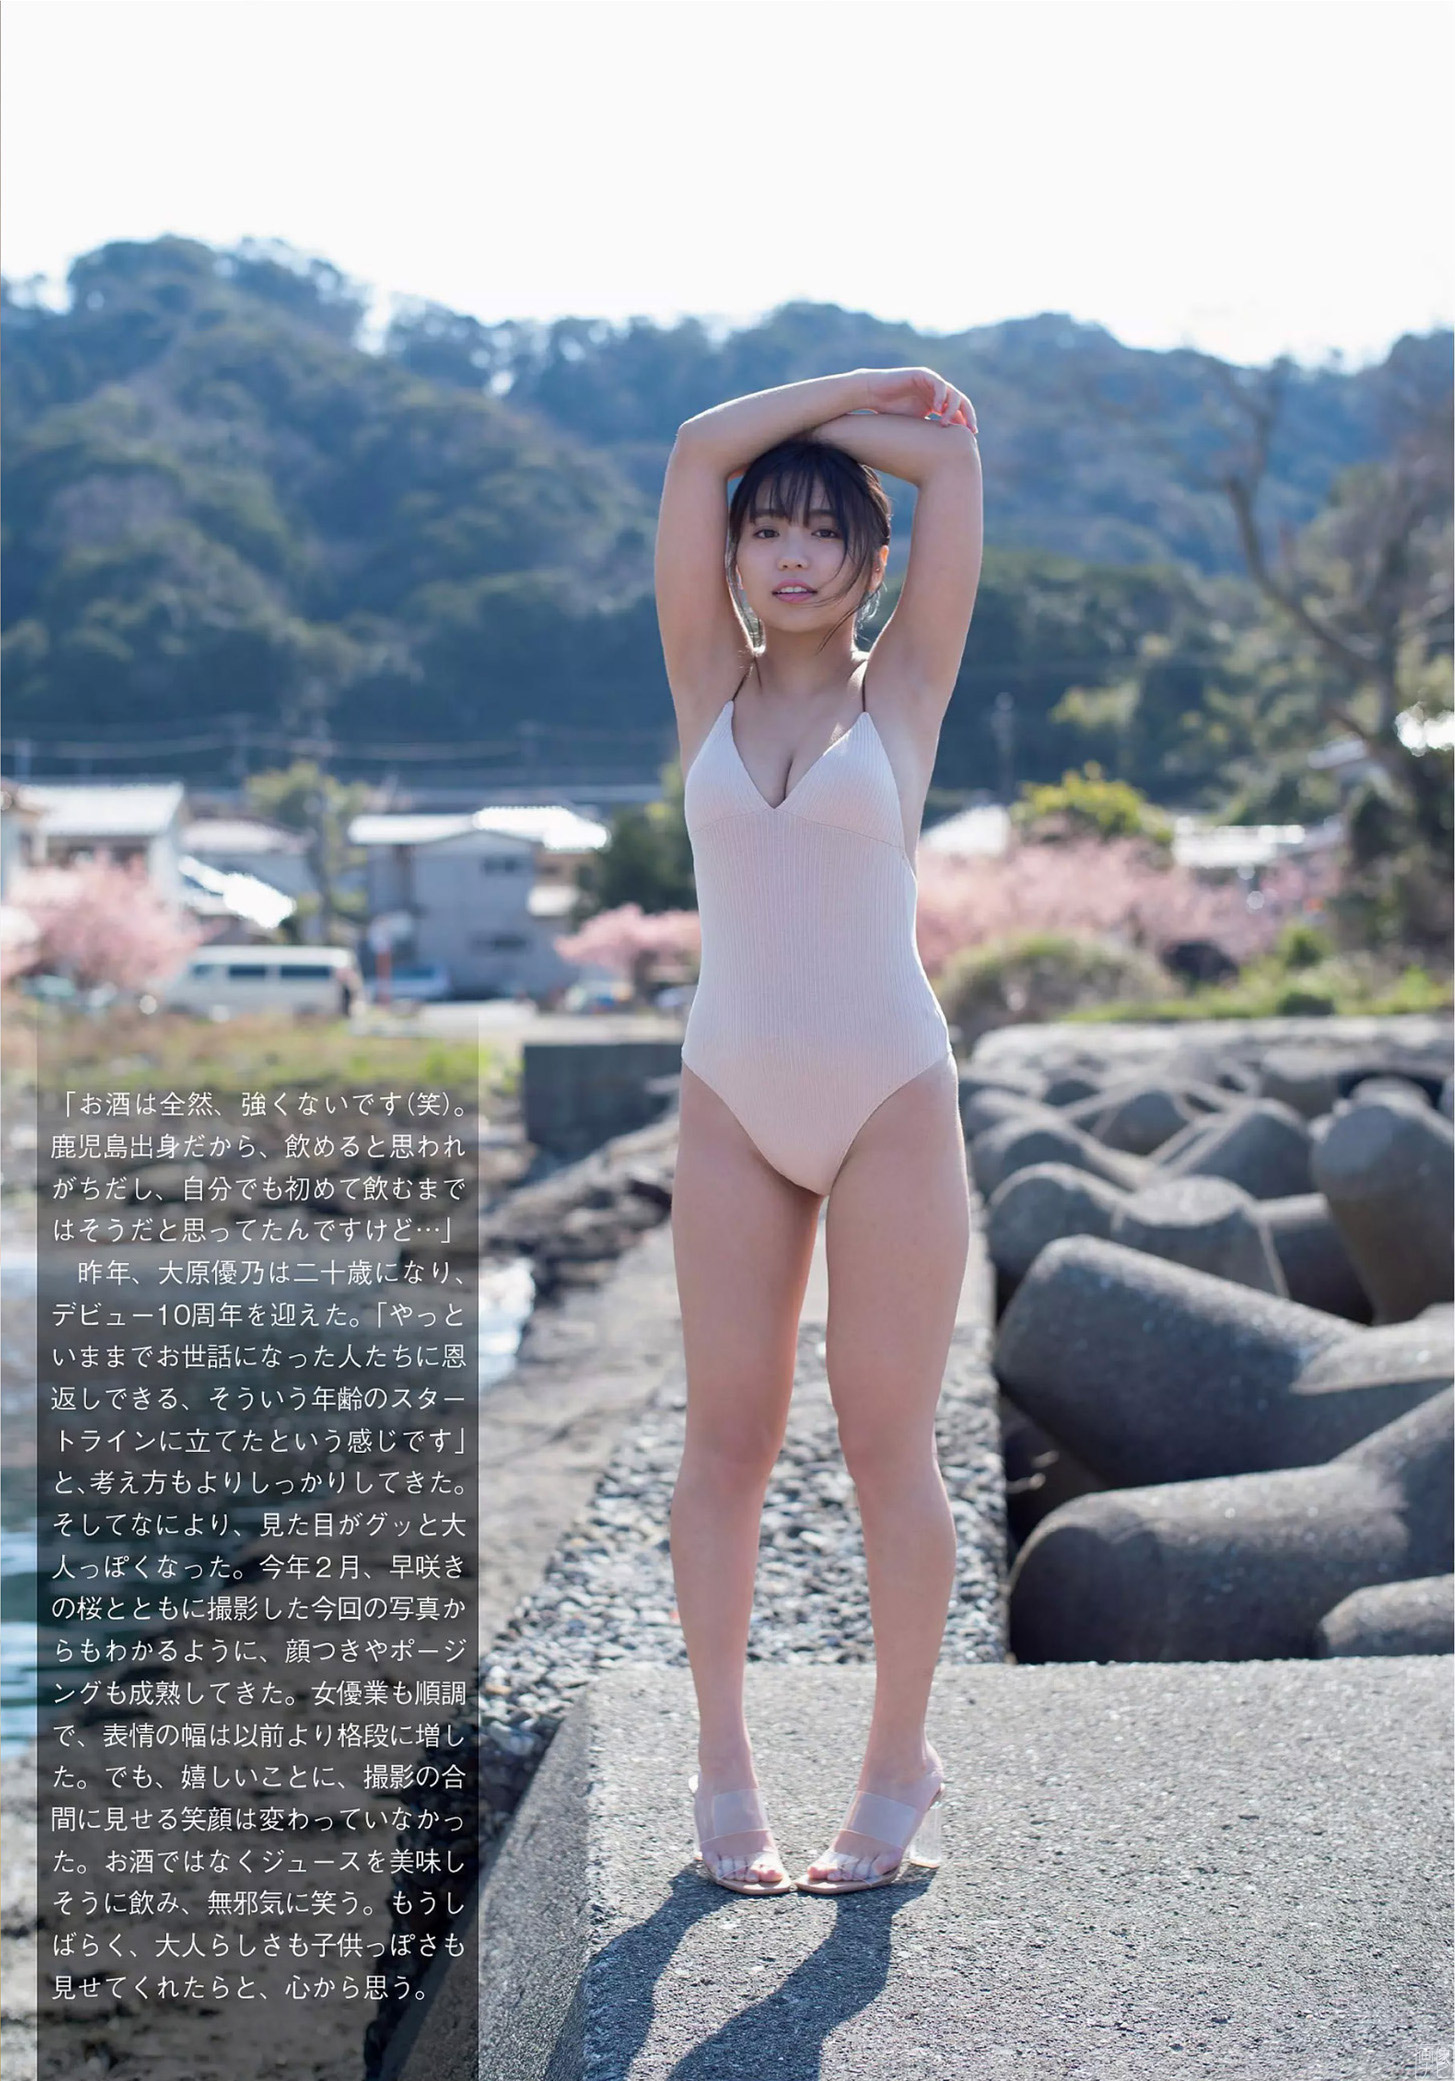 「お酒は全然、強くないです(笑)。
鹿児島出身だから、飲めると思われ
がちだし、自分でも初めて飲むまで
はそうだと思ってたんですけど…」
　昨年、大原優乃は二十歳になり、
デビュー10周年を迎えた。「やっと
いままでお世話になった人たちに恩
返しできる、そういう年齢のスター
トラインに立てたという感じです」
と、考え方もよりしっかりしてきた。
そしてなにより、見た目がグッと大
人っぽくなった。今年2月、早咲き
の桜とともに撮影した今回の写真か
らもわかるように、顔つきやポージ
ングも成熟してきた。女優業も順調
で、表情の幅は以前より格段に増し
た。でも、嬉しいことに、撮影の合
間に見せる笑顔は変わっていなかっ
た。お酒ではなくジュースを美味し
そうに飲み、無邪気に笑う。もうし
ばらく、大人らしさも子供っぽさも
見せてくれたらと、心から思う。